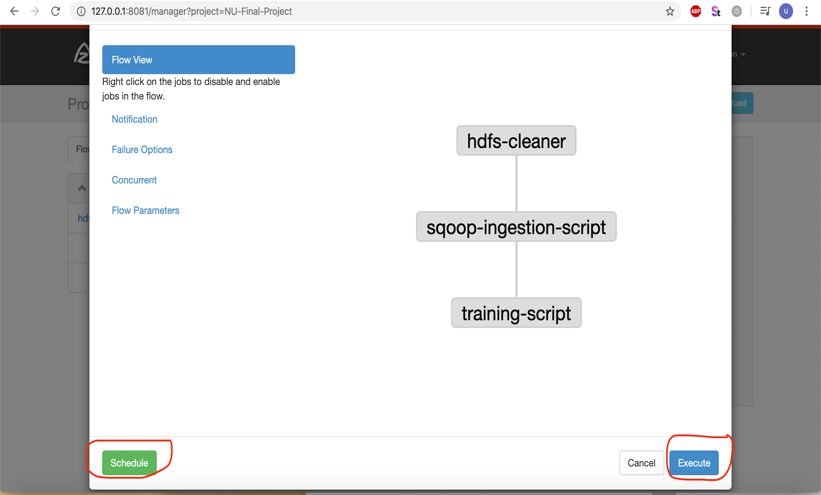 127.0.0.1:8081/manager?project=NU-Final-Project
ABP
U
Flow View
Right click on the jobs to disable and enable
jobs in the flow.
Notification
Failure Options
Concurrent
Flow Parameters
hdfs-cleaner
sqoop-ingestion-script
training-script
Schedule
Cancel
Execute